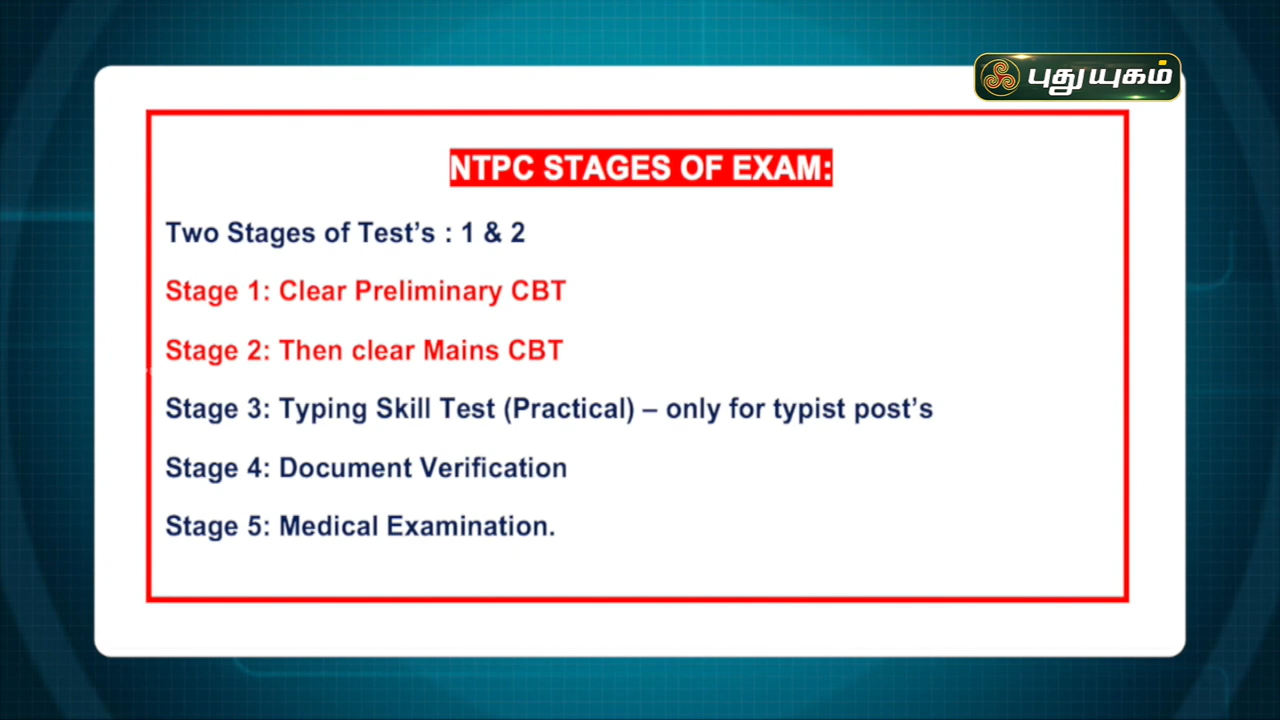 புதுயுகம்
NTPC STAGES OF EXAM:
Two Stages of Test’s : 1 & 2
Stage 1: Clear Preliminary CBT
Stage 2: Then clear Mains CBT
Stage 3: Typing Skill Test (Practical) – only for typist post’s
Stage 4: Document Verification
Stage 5: Medical Examination.